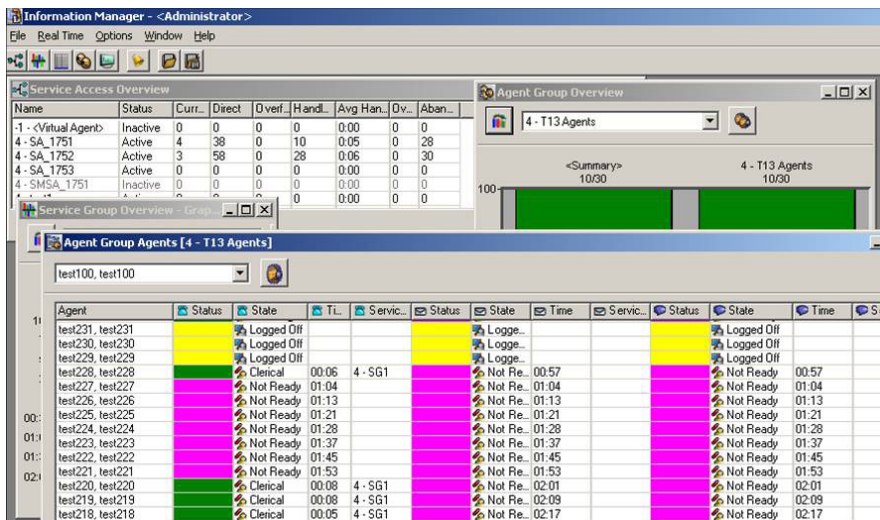 Information Manager - <Administrator>
File Real Time Options Window Help
Service Access Overview
Name Status Curr... Direct Overf... Handl... Avg Han... Ov... Aban...
-1 - <Virtual Agent> Inactive 0 0 0 0 0:00 0 0
4 - SA_1751 Active 4 38 0 10 0:05 0 28
4 - SA_1752 Active 3 58 0 28 0:06 0 30
4 - SA_1753 Active 0 0 0 0 0:00 0 0
4 - SMSA_1751 Inactive 0 0 0 0 0:00 0 0
0:00 0 0
Agent Group Overview
4 - T13 Agents
<Summary> 4 - T13 Agents
10/30 10/30
100
Service Group Overview - Grap...
Agent Group Agents [4 - T13 Agents]
test100, test100
Agent Status State Ti... Servic... Status State Time Servic... Status State Time S
test231, test231 Logged Off Logge... Logged Off
test230, test230 Logged Off Logge... Logged Off
test229, test229 Logged Off Logge... Logged Off
test228, test228 Clerical 00:06 4 - SG1 Not Re... 00:57 Not Ready 00:57
test227, test227 Not Ready 01:04 Not Re... 01:04 Not Ready 01:04
test226, test226 Not Ready 01:13 Not Re... 01:13 Not Ready 01:13
test225, test225 Not Ready 01:21 Not Re... 01:21 Not Ready 01:21
test224, test224 Not Ready 01:28 Not Re... 01:28 Not Ready 01:28
test223, test223 Not Ready 01:37 Not Re... 01:37 Not Ready 01:37
test222, test222 Not Ready 01:45 Not Re... 01:45 Not Ready 01:45
test221, test221 Not Ready 01:53 Not Re... 01:53 Not Ready 01:53
test220, test220 Clerical 00:08 4 - SG1 Not Re... 02:01 Not Ready 02:01
test219, test219 Clerical 00:08 4 - SG1 Not Re... 02:09 Not Ready 02:09
test218, test218 Clerical 00:05 4 - SG1 Not Re... 02:17 Not Ready 02:17